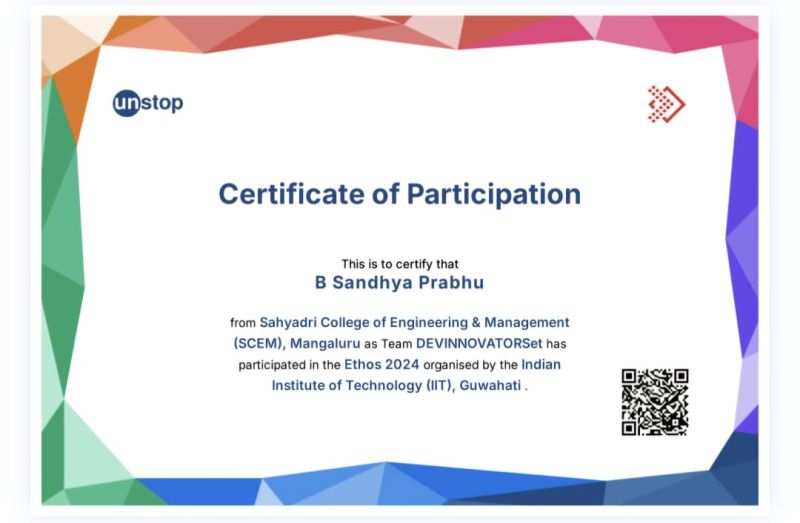 unstop
Certificate of Participation
This is to certify that
B Sandhya Prabhu
from Sahyadri College of Engineering & Management
(SCEM), Mangaluru as Team DEVINNOVATORSet has
participated in the Ethos 2024 organised by the Indian
Institute of Technology (IIT), Guwahati .